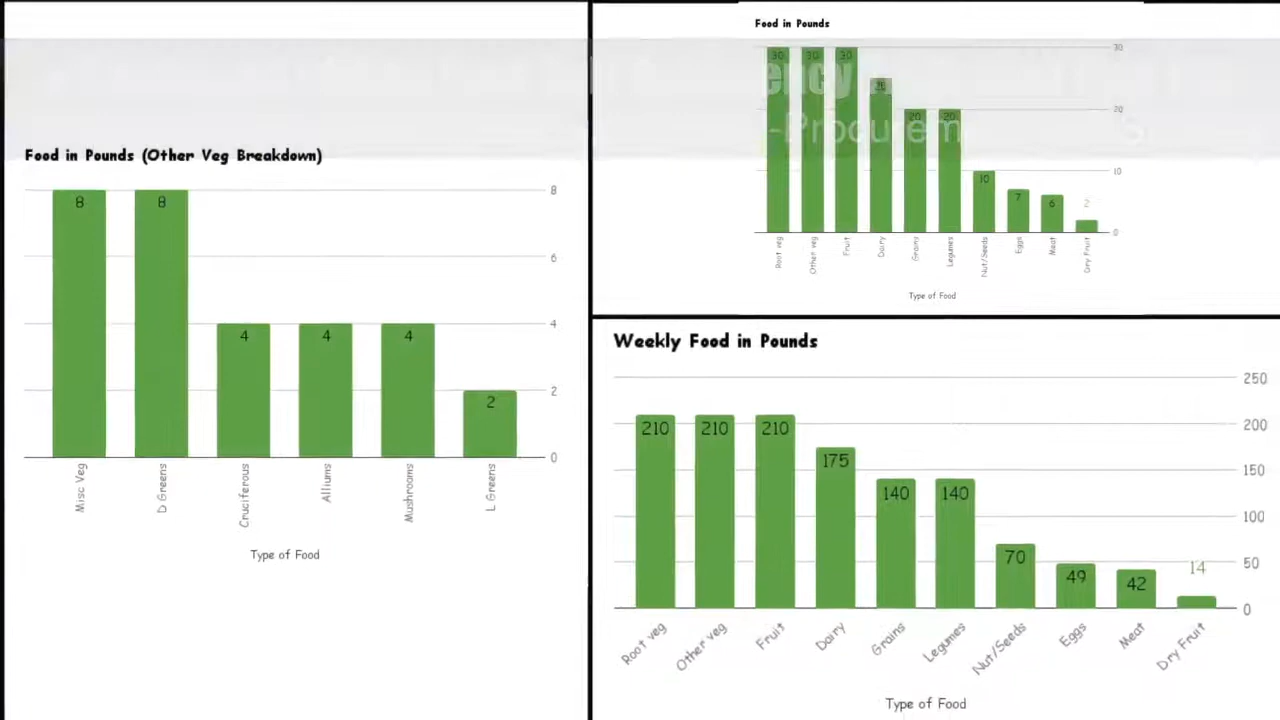 Food in Pounds (Other Veg Breakdown)
8
6
4
2
0
8
8
4
4
4
2
Misc Veg
D Greens
Cruciferous
Alliums
Mushrooms
L Greens
Type of Food
Food in Pounds
30
20
10
0
30
30
30
20
20
10
7
6
2
Root veg
Other veg
Fruit
Dairy
Grains
Legumes
Nut/Seeds
Eggs
Meat
Dry Fruit
Type of Food
Weekly Food in Pounds
250
200
150
100
50
0
210
210
210
175
140
140
70
49
42
14
Root veg
Other veg
Fruit
Dairy
Grains
Legumes
Nut/Seeds
Eggs
Meat
Dry Fruit
Type of Food